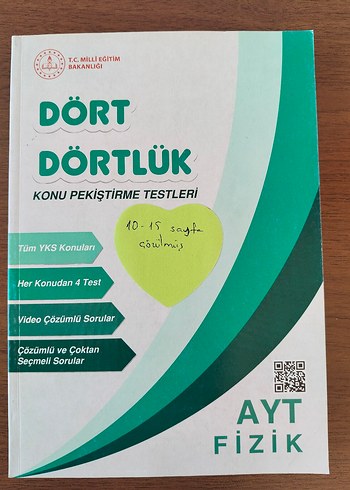 T.C. MİLLÎ EĞİTİM
BAKANLIĞI
DÖRT
DÖRTLÜK
KONU PEKİŞTİRME TESTLERİ
10-15 sayfa
çözülmüş
Tüm YKS Konuları
Her Konudan 4 Test
Video Çözümlü Sorular
Çözümlü ve Çoktan
Seçmeli Sorular
AYT
FİZİK